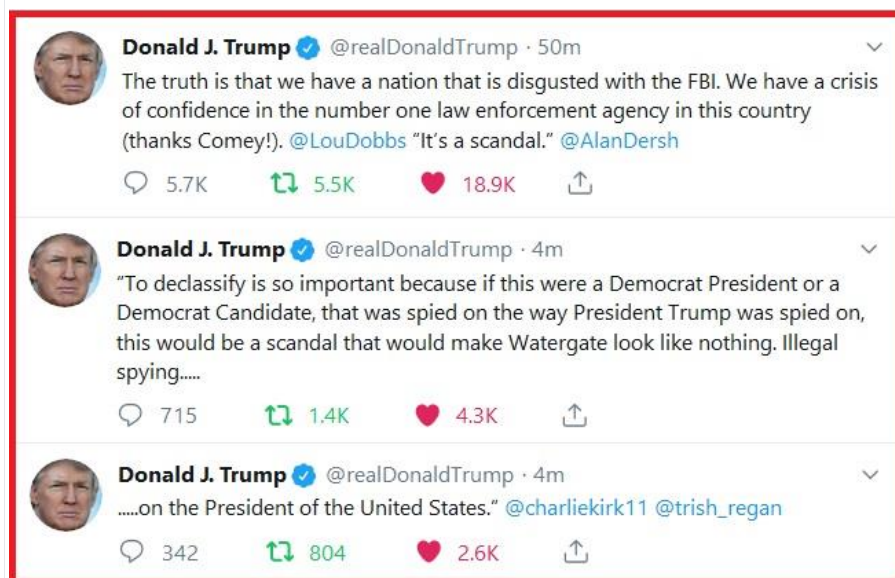 Donald J. Trump @realDonaldTrump · 50m
The truth is that we have a nation that is disgusted with the FBI. We have a crisis
of confidence in the number one law enforcement agency in this country
(thanks Comey!). @LouDobbs “It’s a scandal.” @AlanDersh
5.7K 5.5K 18.9K
Donald J. Trump @realDonaldTrump · 4m
“To declassify is so important because if this were a Democrat President or a
Democrat Candidate, that was spied on the way President Trump was spied on,
this would be a scandal that would make Watergate look like nothing. Illegal
spying.....
715 1.4K 4.3K
Donald J. Trump @realDonaldTrump · 4m
.....on the President of the United States.” @charliekirk11 @trish_regan
342 804 2.6K